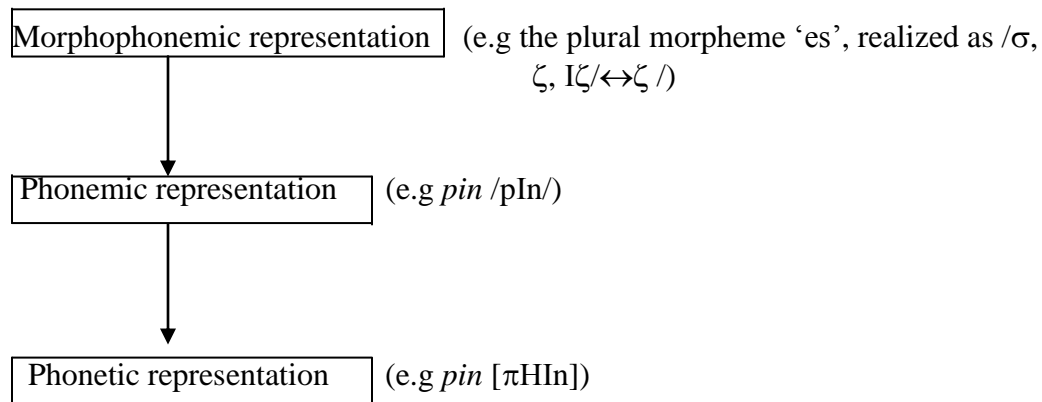 Morphophonemic representation (e.g the plural morpheme ‘es’, realized as /σ,
ζ, Iζ/↔ζ /)
Phonemic representation (e.g pin /pIn/)
Phonetic representation (e.g pin [πHIn])